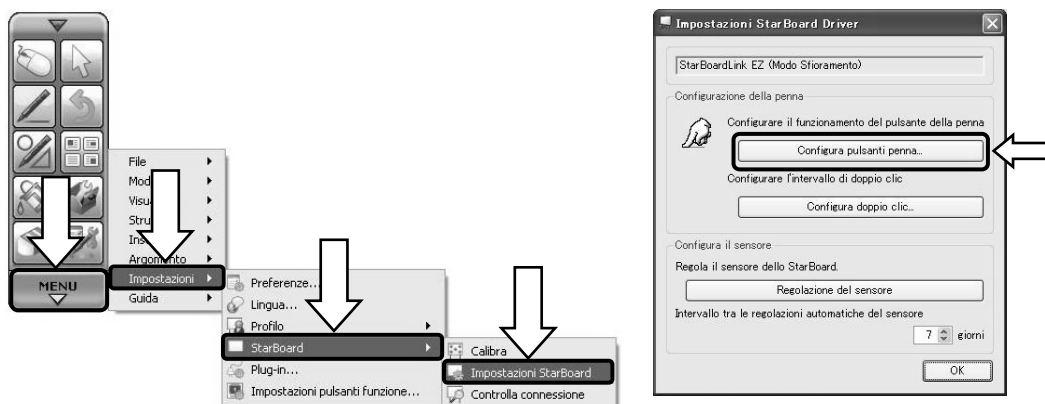 MENU
File
Visu
Stru
Argomento
Impostazioni
Guida
Preferenze...
Lingua...
Profilo
StarBoard
Plug-in...
Impostazioni pulsanti funzione...
Calibra
Impostazioni StarBoard
Controlla connessione
Impostazioni StarBoard Driver
StarBoardLink EZ (Modo Sfioramento)
Configurazione della penna
Configurare il funzionamento del pulsante della penna
Configura pulsanti penna...
Configurare l'intervallo di doppio clic
Configura doppio clic...
Configura il sensore
Regola il sensore dello StarBoard.
Regolazione del sensore
Intervallo tra le regolazioni automatiche del sensore
7 giorni
OK